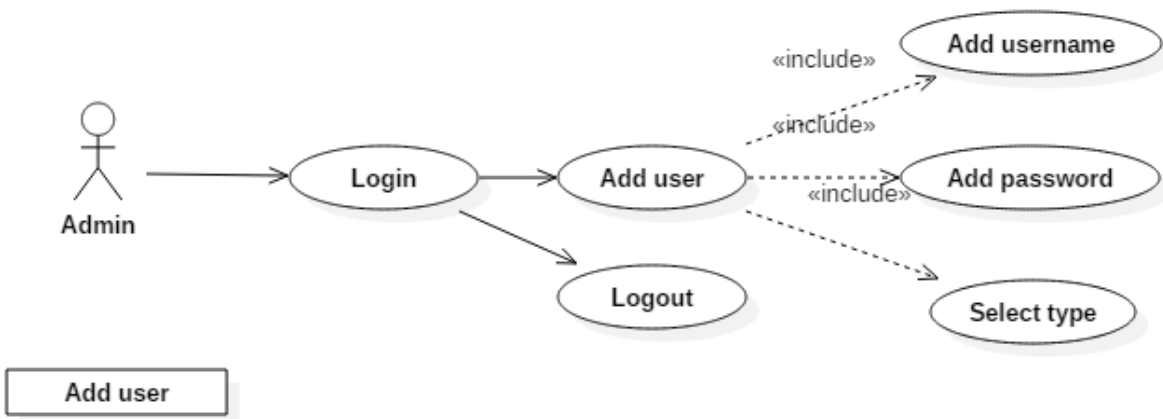 Add username
«include»
«include»
Login
Add user
Add password
«include»
Admin
Logout
Select type
Add user